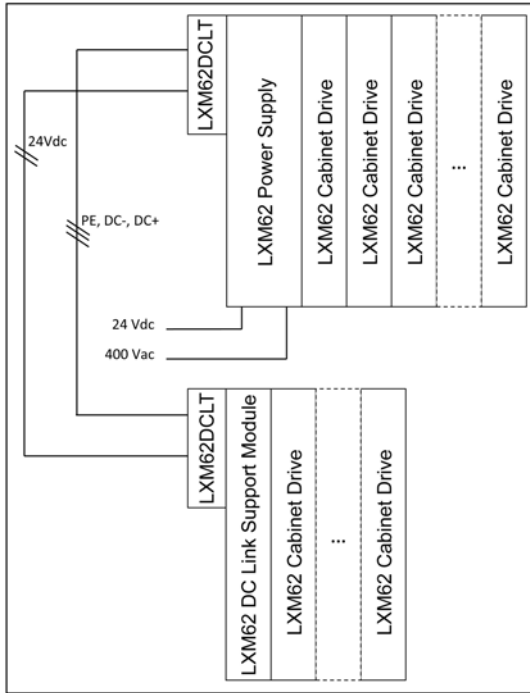 LXM62DCLT
LXM62 Power Supply
LXM62 Cabinet Drive
LXM62 Cabinet Drive
LXM62 Cabinet Drive
...
LXM62 Cabinet Drive
24Vdc
PE, DC-, DC+
24 Vdc
400 Vac
LXM62DCLT
LXM62 DC Link Support Module
LXM62 Cabinet Drive
...
LXM62 Cabinet Drive